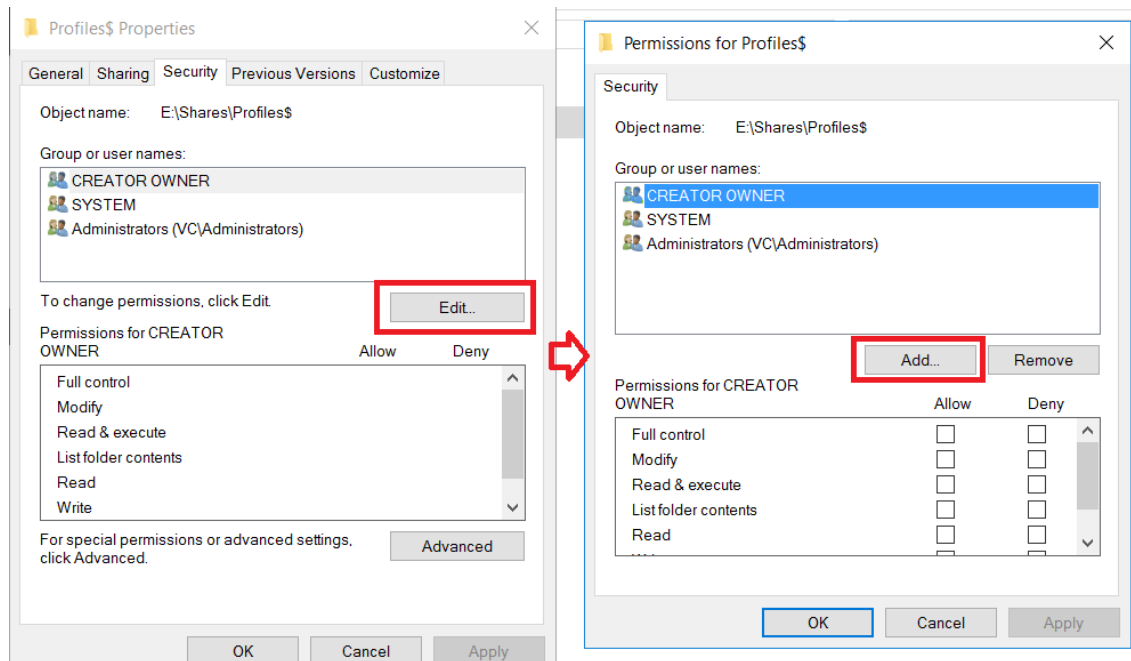 Profiles$ Properties
General Sharing Security Previous Versions Customize
Object name: E:\Shares\Profiles$
Group or user names:
CREATOR OWNER
SYSTEM
Administrators (VC\Administrators)
To change permissions, click Edit.
Edit...
Permissions for CREATOR
OWNER Allow Deny
Full control
Modify
Read & execute
List folder contents
Read
Write
For special permissions or advanced settings,
click Advanced.
Advanced
OK Cancel Apply
Permissions for Profiles$
Security
Object name: E:\Shares\Profiles$
Group or user names:
CREATOR OWNER
SYSTEM
Administrators (VC\Administrators)
Add... Remove
Permissions for CREATOR
OWNER Allow Deny
Full control
Modify
Read & execute
List folder contents
Read
OK Cancel Apply